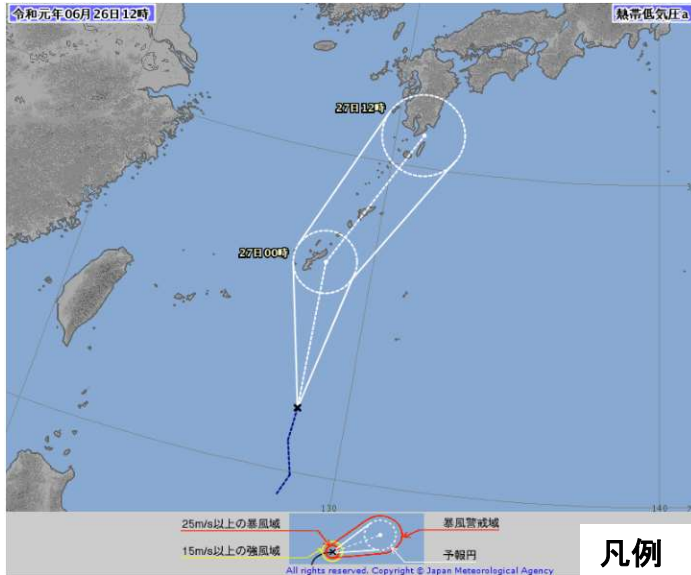 令和元年06月26日12時
熱帯低気圧a
27日12時
27日00時
130
140
25m/s以上の暴風域
暴風警戒域
15m/s以上の強風域
予報円
凡例
All rights reserved. Copyright © Japan Meteorological Agency